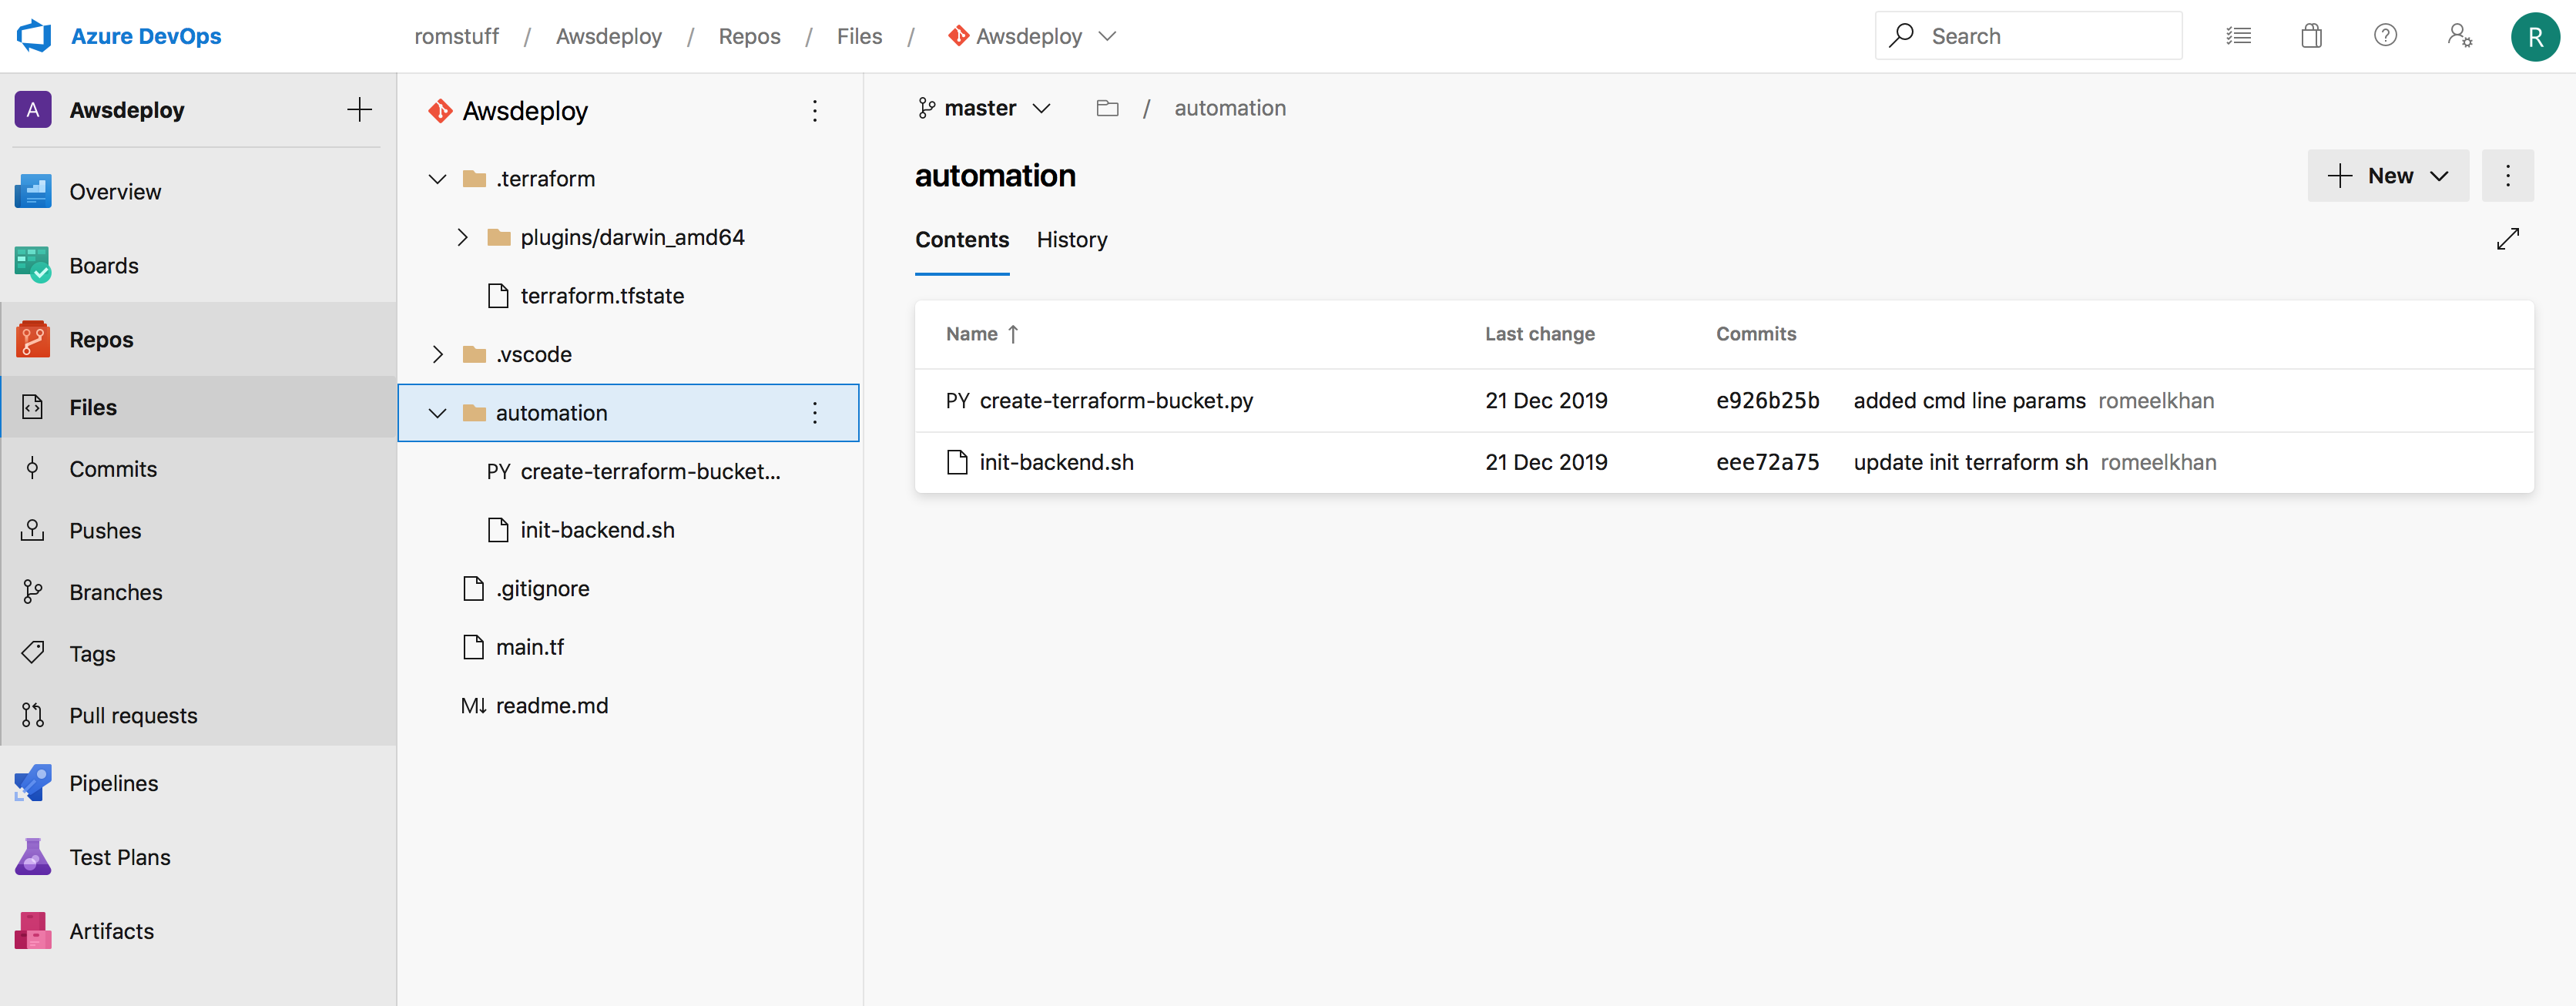 Azure DevOps
romstuff / Awsdeploy / Repos / Files / Awsdeploy
Search
R
A Awsdeploy
Overview
Boards
Repos
Files
Commits
Pushes
Branches
Tags
Pull requests
Pipelines
Test Plans
Artifacts
Awsdeploy
.terraform
plugins/darwin_amd64
terraform.tfstate
.vscode
automation
PY create-terraform-bucket...
init-backend.sh
.gitignore
main.tf
M↓ readme.md
master / automation
automation
New
Contents History
Name ↑ Last change Commits
PY create-terraform-bucket.py 21 Dec 2019 e926b25b added cmd line params romeelkhan
init-backend.sh 21 Dec 2019 eee72a75 update init terraform sh romeelkhan